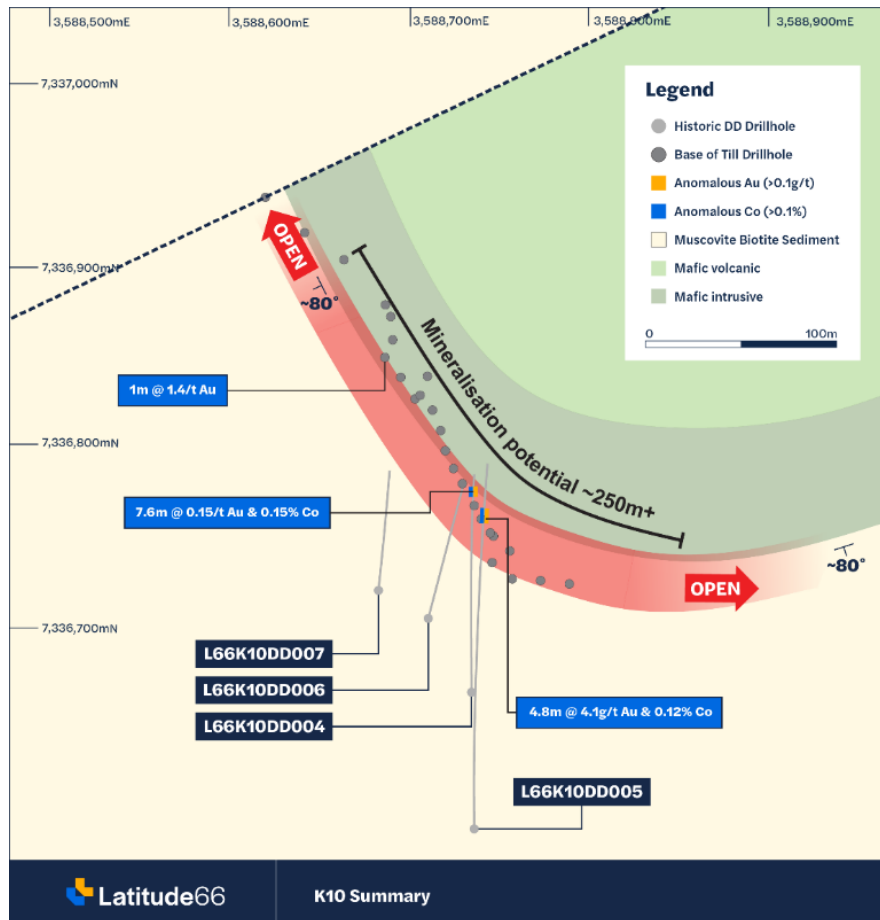 3,588,500mE
3,588,600mE
3,588,700mE
3,588,800mE
3,588,900mE
7,337,000mN
Legend
Historic DD Drillhole
Base of Till Drillhole
Anomalous Au (>0.1g/t)
Anomalous Co (>0.1%)
Muscovite Biotite Sediment
Mafic volcanic
Mafic intrusive
0 100m
OPEN
7,336,900mN
~80°
Mineralisation potential ~250m+
1m @ 1.4/t Au
7,336,800mN
7.6m @ 0.15/t Au & 0.15% Co
~80°
OPEN
7,336,700mN
L66K10DD007
L66K10DD006
L66K10DD004
4.8m @ 4.1g/t Au & 0.12% Co
L66K10DD005
Latitude66
K10 Summary